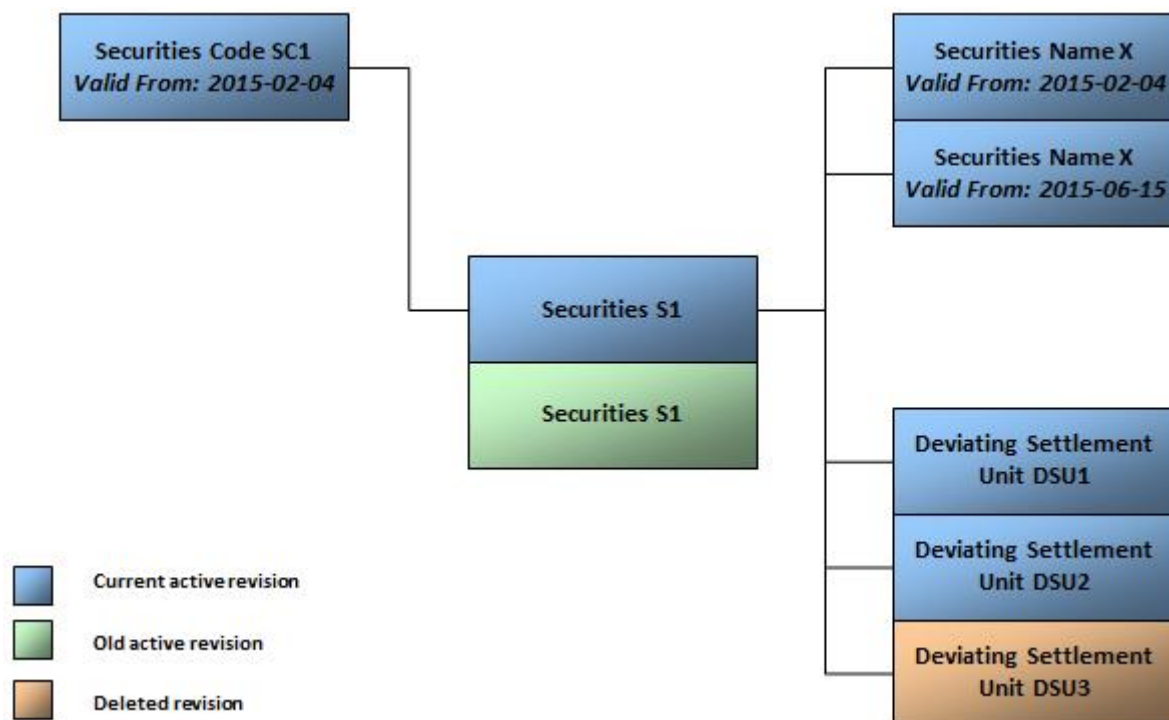 Securities Code SC1
Valid From: 2015-02-04
Securities Name X
Valid From: 2015-02-04
Securities Name X
Valid From: 2015-06-15
Securities S1
Securities S1
Deviating Settlement
Unit DSU1
Deviating Settlement
Unit DSU2
Deviating Settlement
Unit DSU3
Current active revision
Old active revision
Deleted revision